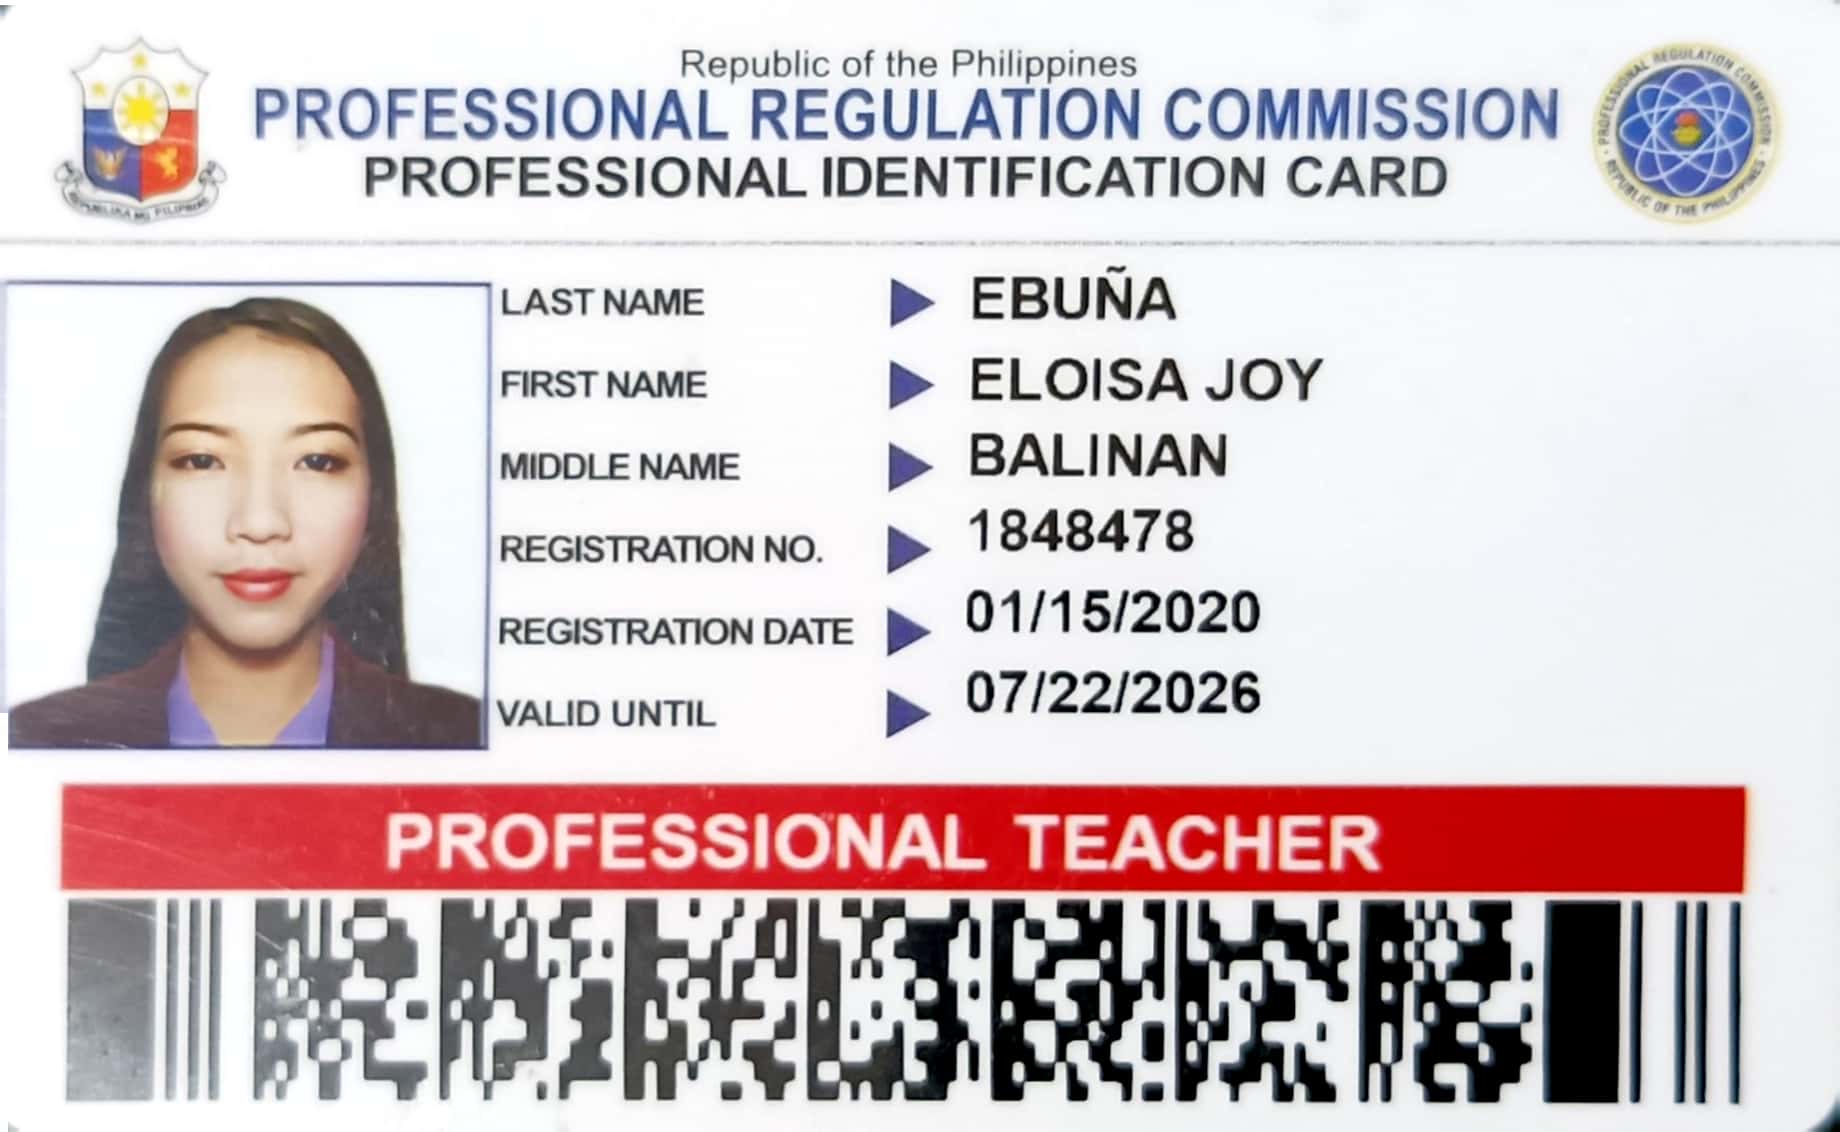 Republic of the Philippines
PROFESSIONAL REGULATION COMMISSION
PROFESSIONAL IDENTIFICATION CARD
REPUBLIKA NG PILIPINAS
PROFESSIONAL REGULATION COMMISSION
REPUBLIC OF THE PHILIPPINES
LAST NAME EBUÑA
FIRST NAME ELOISA JOY
MIDDLE NAME BALINAN
REGISTRATION NO. 1848478
REGISTRATION DATE 01/15/2020
VALID UNTIL 07/22/2026
PROFESSIONAL TEACHER